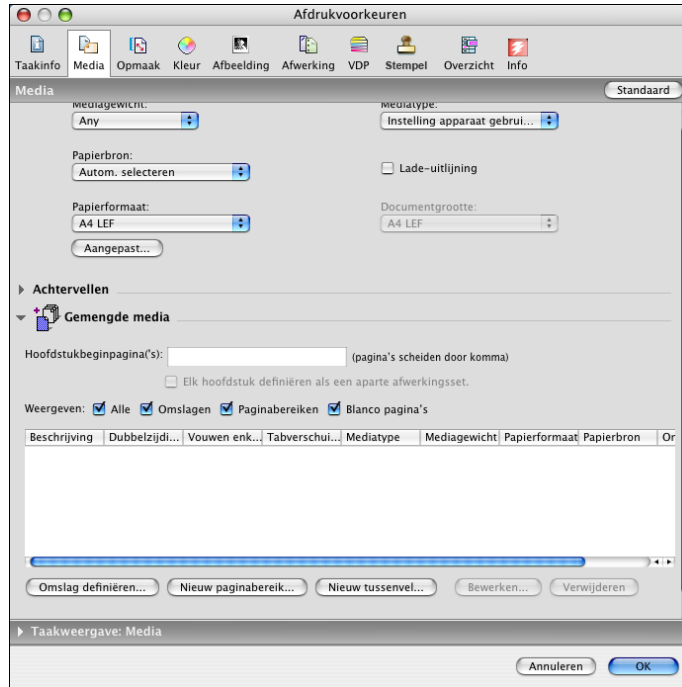 Afdrukvoorkeuren
Taakinfo Media Opmaak Kleur Afbeelding Afwerking VDP Stempel Overzicht Info
Media Standaard
Mediagewicht: Mediatype:
Any Instelling apparaat gebrui...
Papierbron:
Autom. selecteren Lade-uitlijning
Papierformaat: Documentgrootte:
A4 LEF A4 LEF
Aangepast...
Achtervellen
Gemengde media
Hoofdstukbeginpagina('s): (pagina's scheiden door komma)
Elk hoofdstuk definiëren als een aparte afwerkingsset.
Weergeven: Alle Omslagen Paginabereiken Blanco pagina's
Beschrijving Dubbelzijdi... Vouwen enk... Tabverschui... Mediatype Mediagewicht Papierformaat Papierbron Or
Omslag definiëren... Nieuw paginabereik... Nieuw tussenvel... Bewerken... Verwijderen
Taakweergave: Media
Annuleren OK